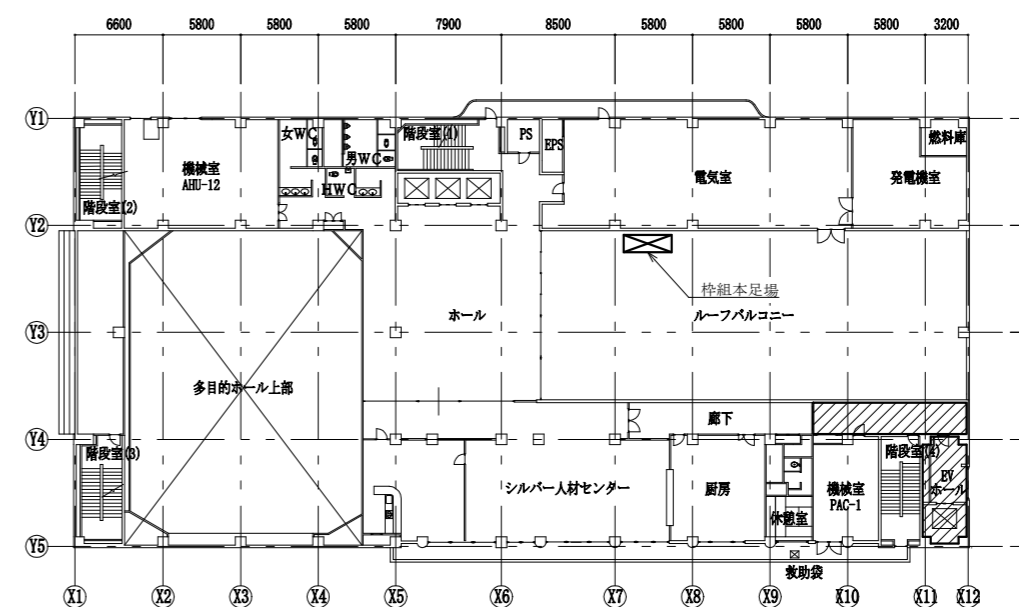 6600 5800 5800 5800 7900 8500 5800 5800 5800 5800 3200
Y1
女WC
男WC
階段室(1)
PS
EPS
燃料庫
機械室
AHU-12
HWC
電気室
発電機室
階段室(2)
Y2
枠組本足場
Y3
ホール
ルーフバルコニー
多目的ホール上部
廊下
Y4
階段室(3)
階段室(4)
EV
ホール
シルバー人材センター
厨房
機械室
PAC-1
休憩室
Y5
救助袋
X1 X2 X3 X4 X5 X6 X7 X8 X9 X10 X11 X12